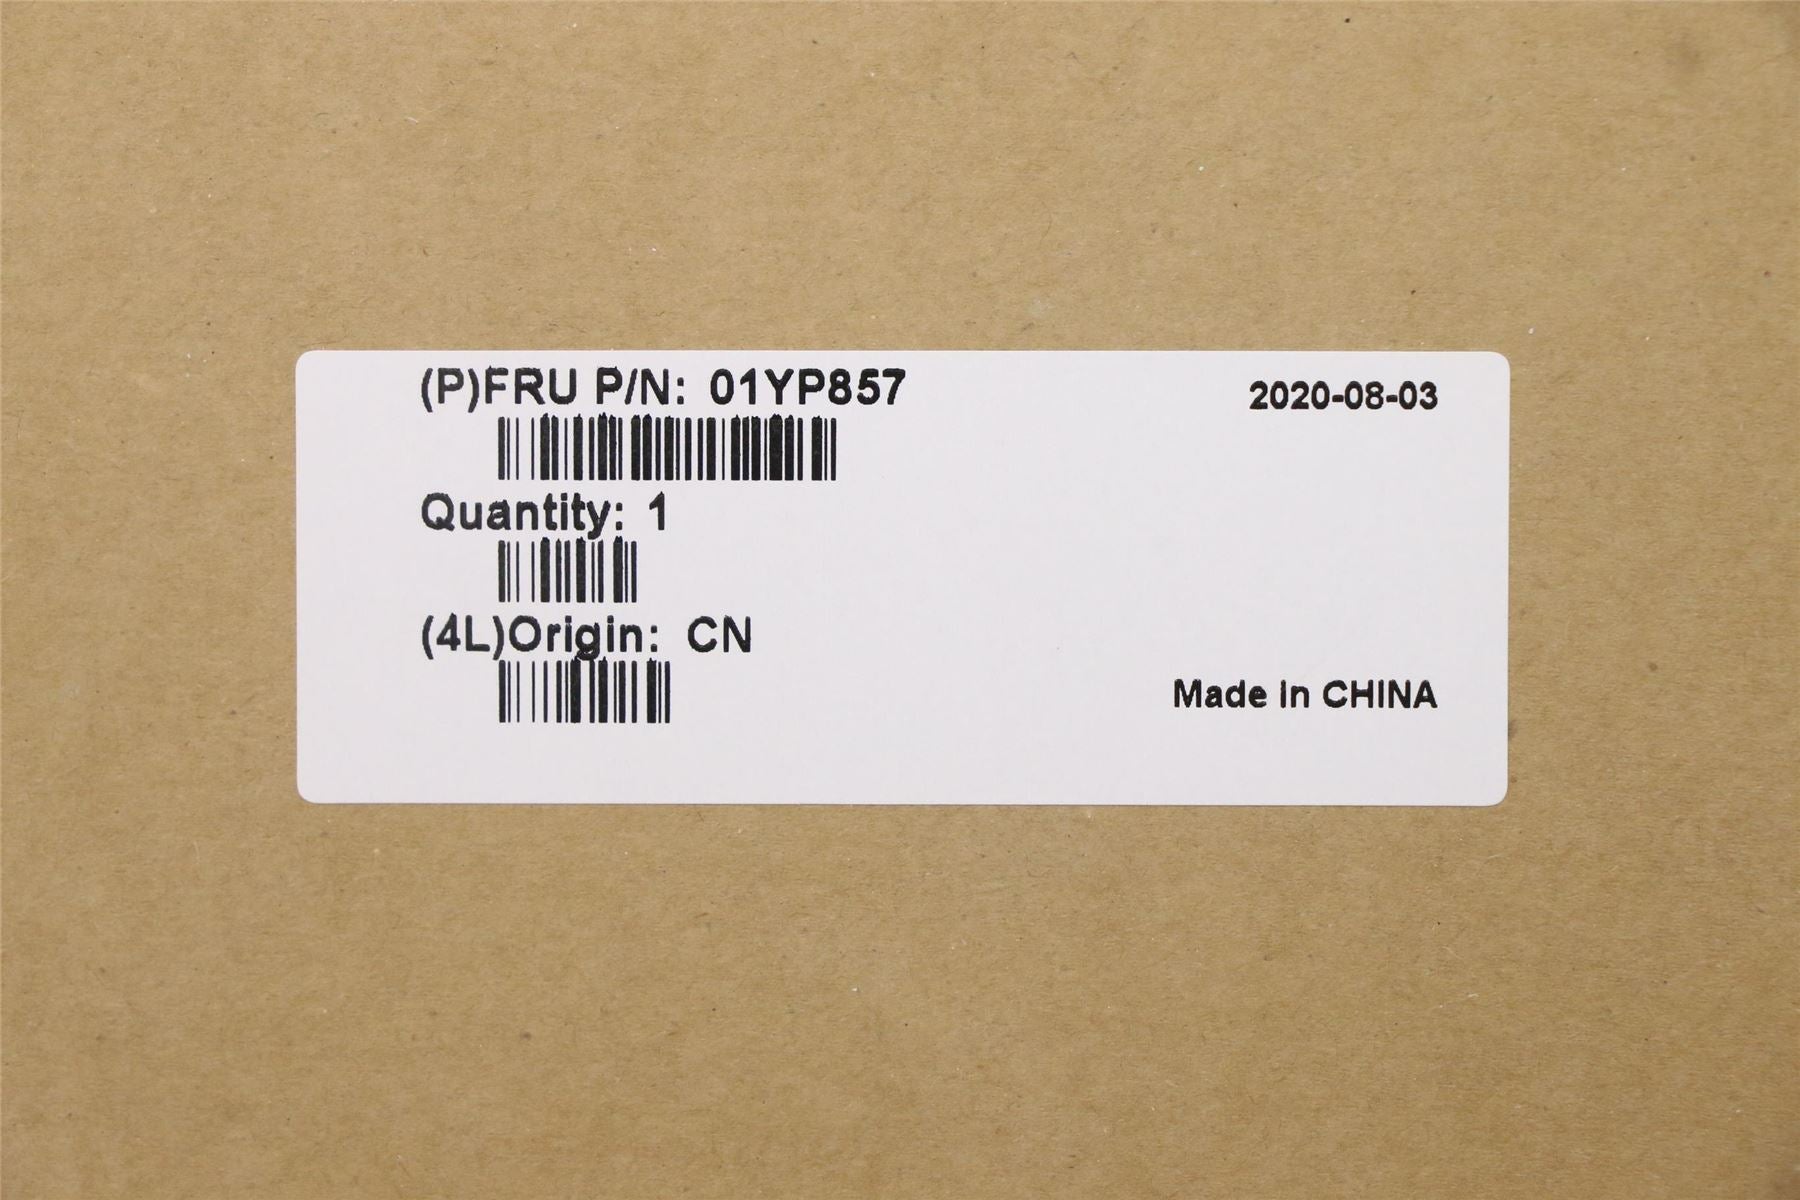 (P)FRU P/N: 01YP857
2020-08-03
Quantity: 1
(4L)Origin: CN
Made in CHINA